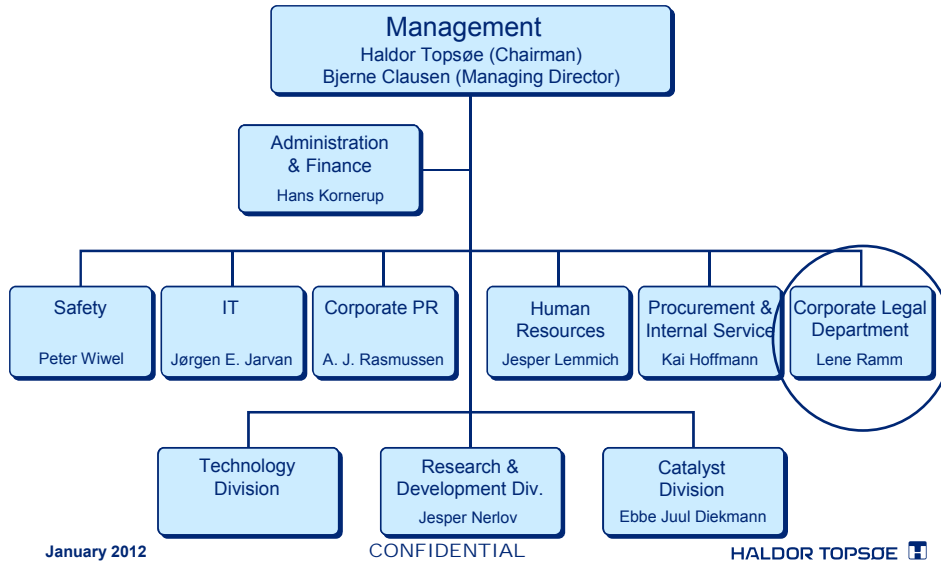 Management
Haldor Topsøe (Chairman)
Bjerne Clausen (Managing Director)
Administration
& Finance
Hans Kornerup
Safety
Peter Wiwel
IT
Jørgen E. Jarvan
Corporate PR
A. J. Rasmussen
Human
Resources
Jesper Lemmich
Procurement &
Internal Service
Kai Hoffmann
Corporate Legal
Department
Lene Ramm
Technology
Division
Research &
Development Div.
Jesper Nerlov
Catalyst
Division
Ebbe Juul Diekmann
January 2012
CONFIDENTIAL
HALDOR TOPSØE